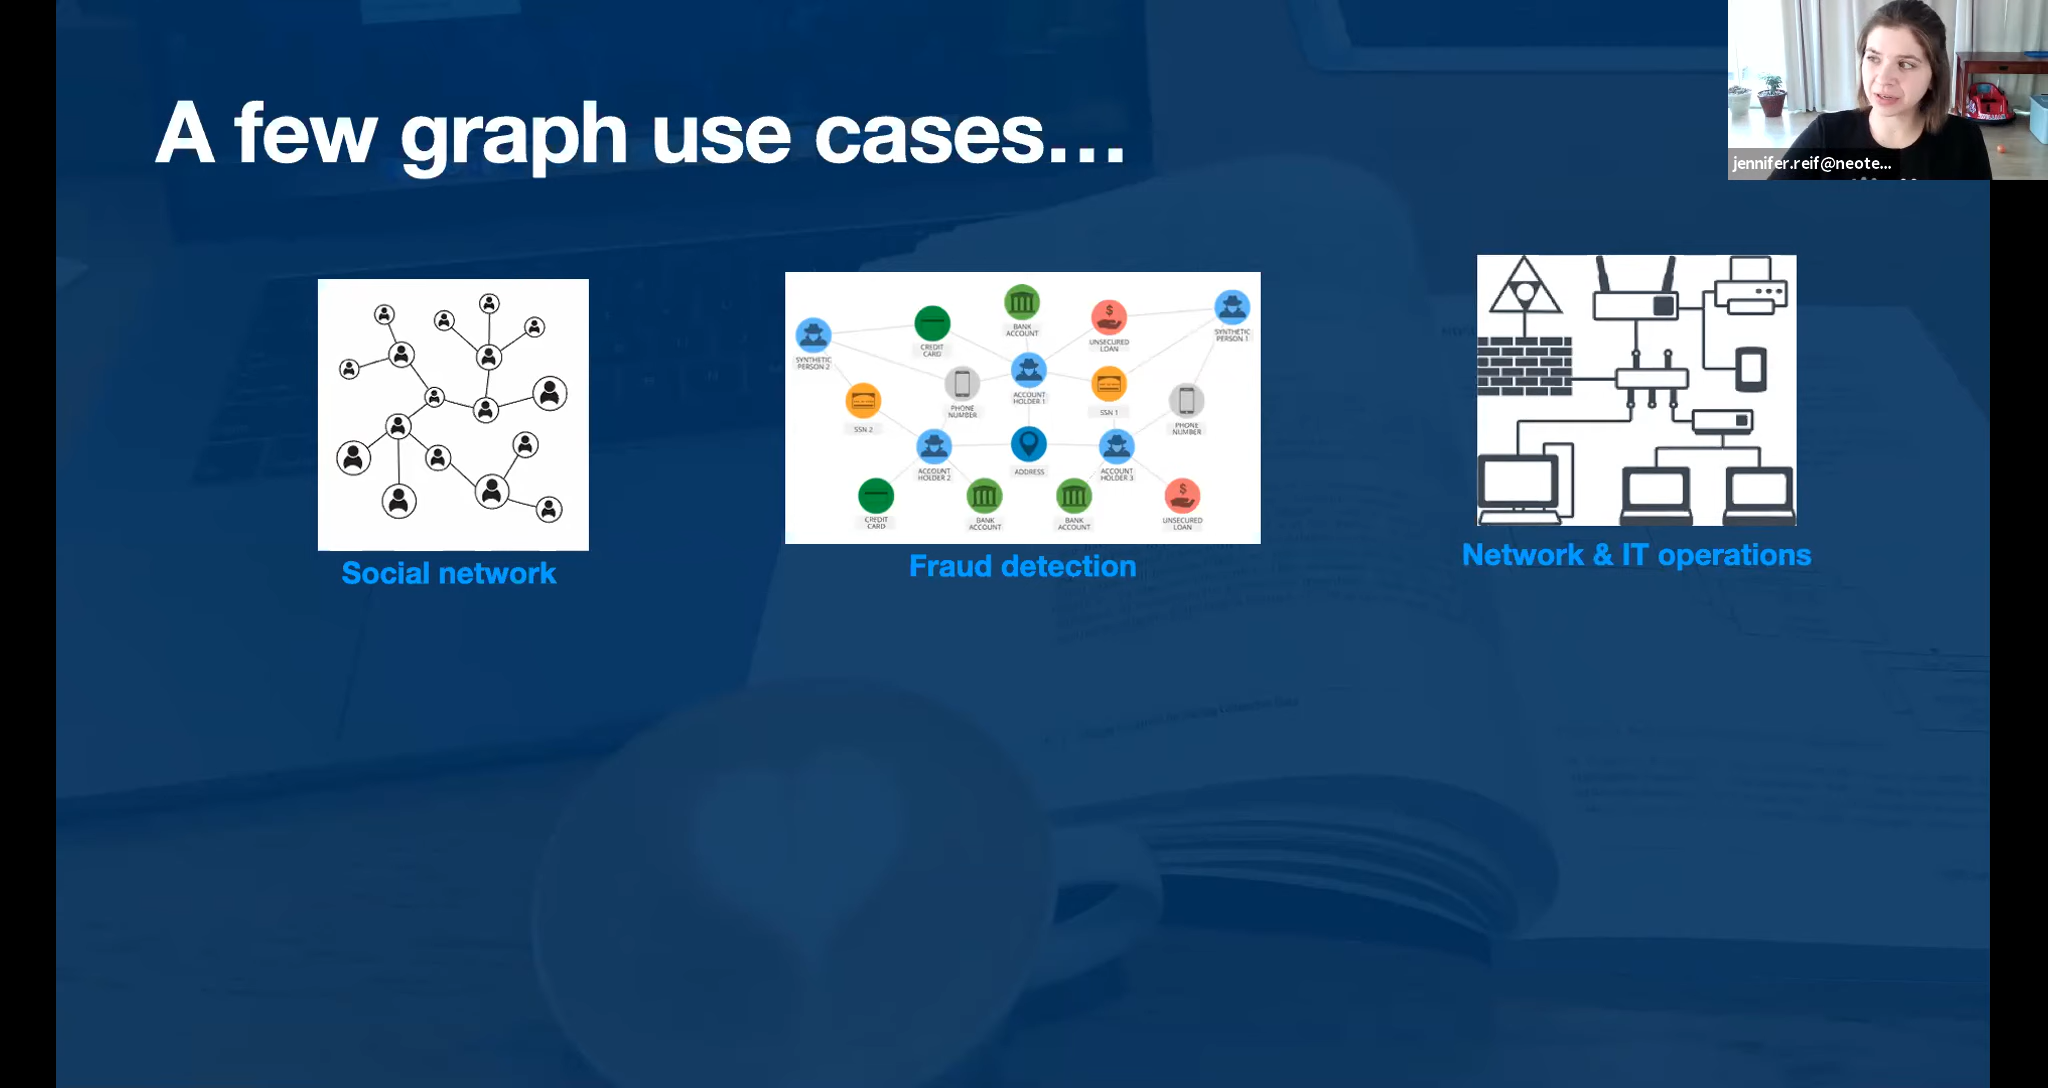 A few graph use cases...
jennifer.reif@neote...
SYNTHETIC
PERSON 2
CREDIT
CARD
BANK
ACCOUNT
UNSECURED
LOAN
SYNTHETIC
PERSON 1
SSN 2
PHONE
NUMBER
ACCOUNT
HOLDER 1
SSN 1
PHONE
NUMBER
ACCOUNT
HOLDER 2
ADDRESS
ACCOUNT
HOLDER 3
CREDIT
CARD
BANK
ACCOUNT
BANK
ACCOUNT
UNSECURED
LOAN
Social network
Fraud detection
Network & IT operations